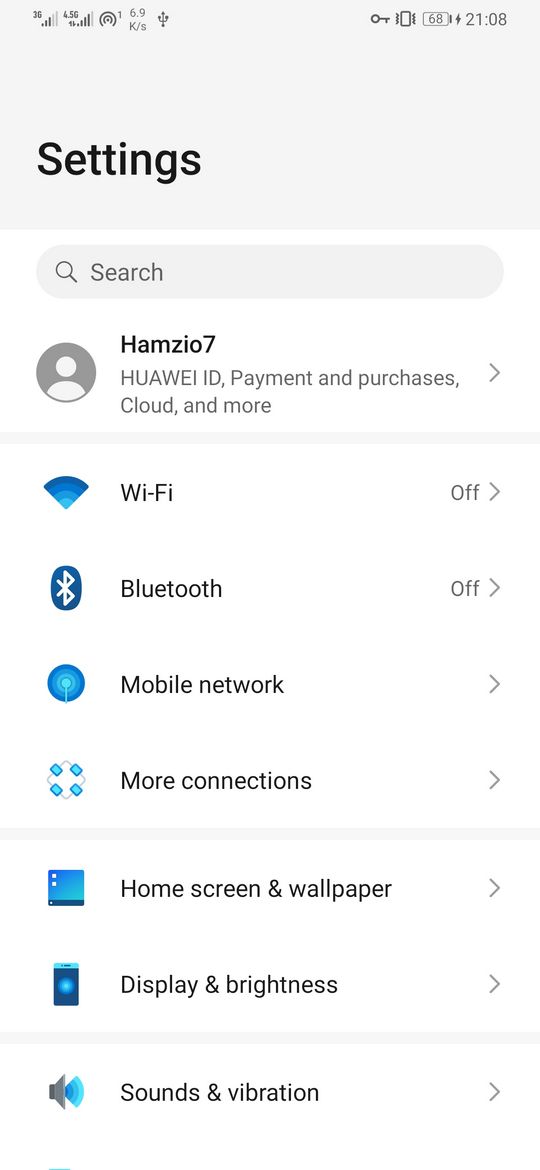 3G 4.5G 1 6.9 K/s 68 21:08
Settings
Search
Hamzio7
HUAWEI ID, Payment and purchases,
Cloud, and more
Wi-Fi Off
Bluetooth Off
Mobile network
More connections
Home screen & wallpaper
Display & brightness
Sounds & vibration